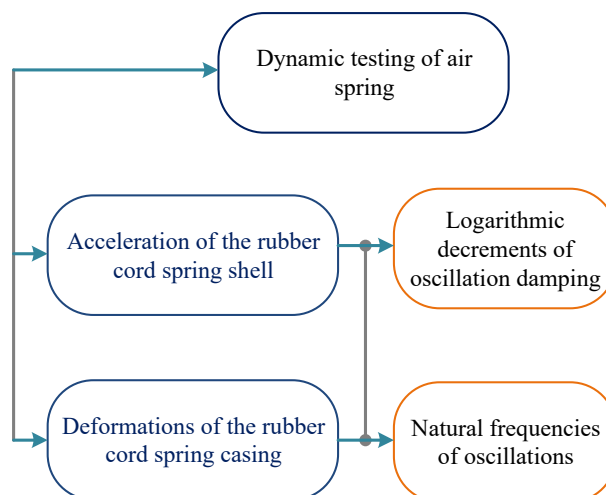 Dynamic testing of air
spring
Acceleration of the rubber
cord spring shell
Logarithmic
decrements of
oscillation damping
Deformations of the rubber
cord spring casing
Natural frequencies
of oscillations